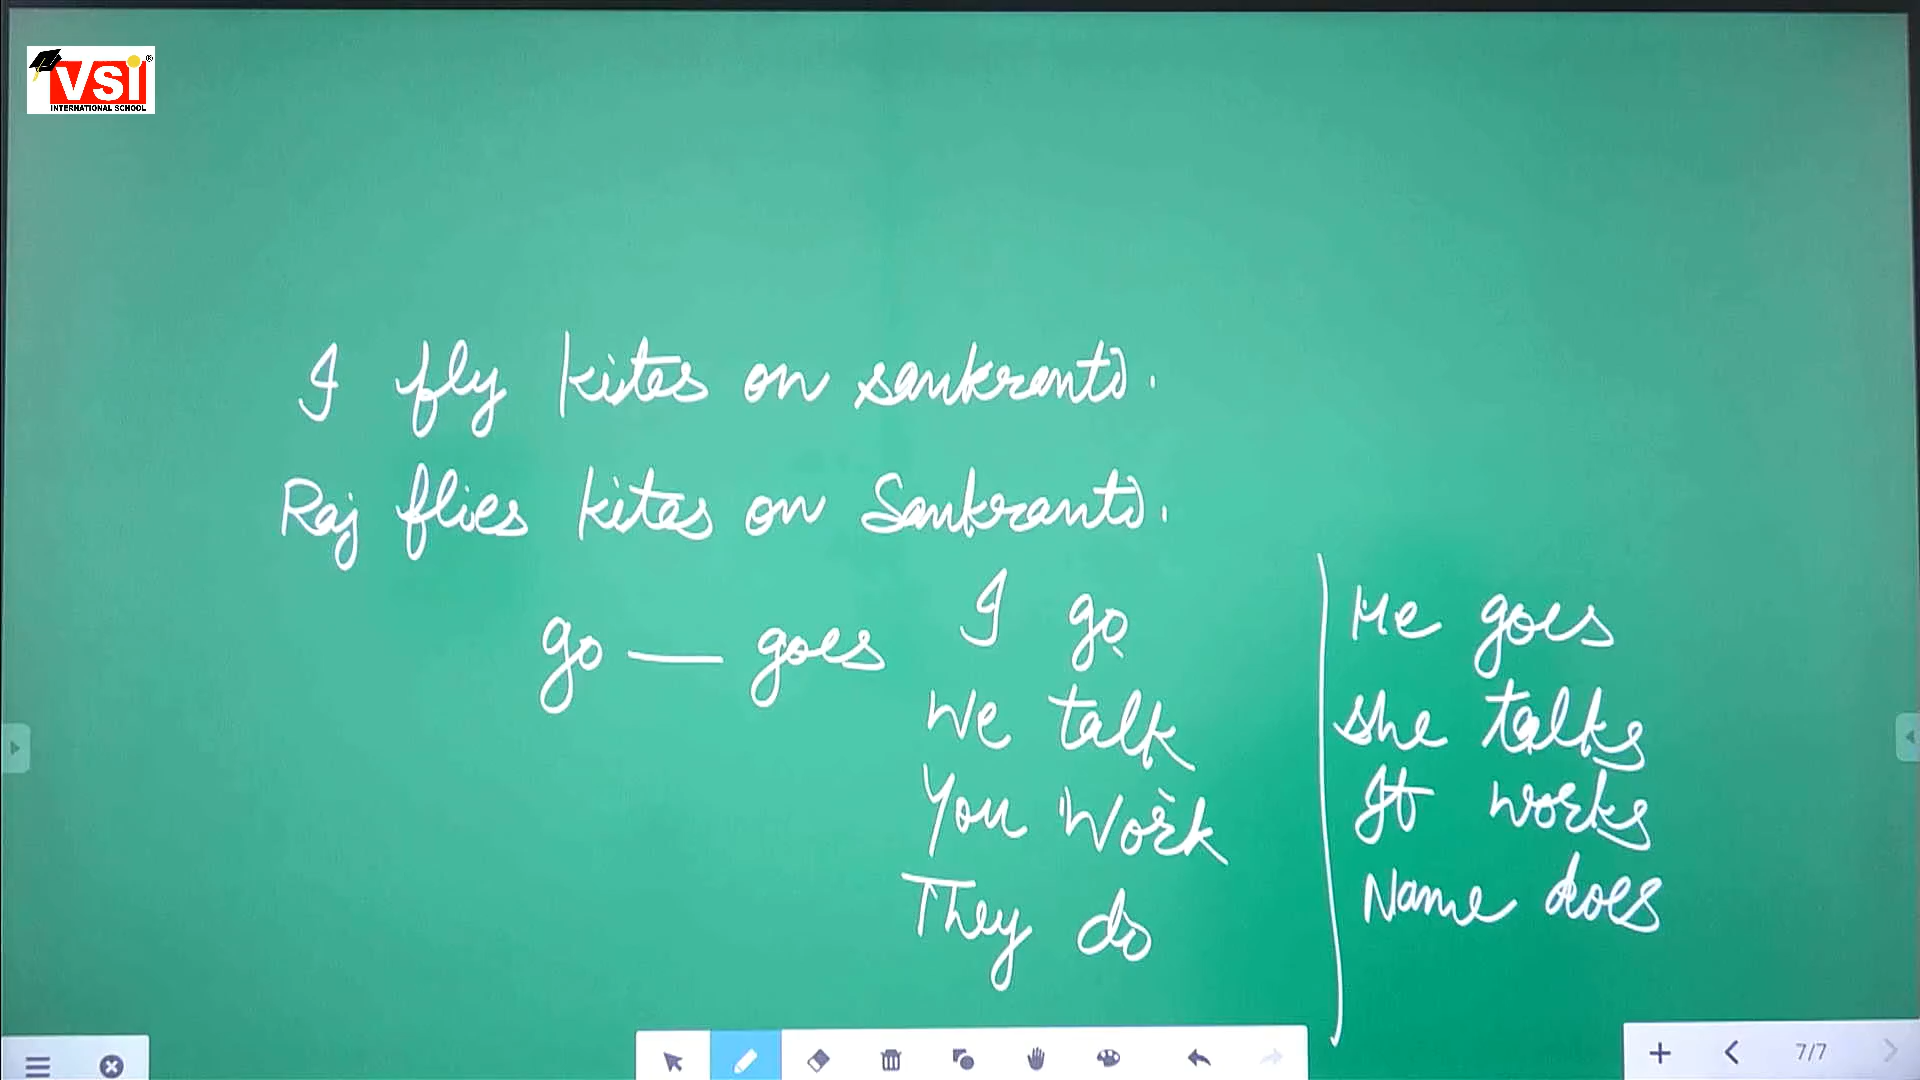 VSI
INTERNATIONAL SCHOOL
I fly kites on sankranti.
Raj flies kites on Sankranti.
go — goes
I go
We talk
You work
They do
He goes
She talks
It works
Name does
7/7